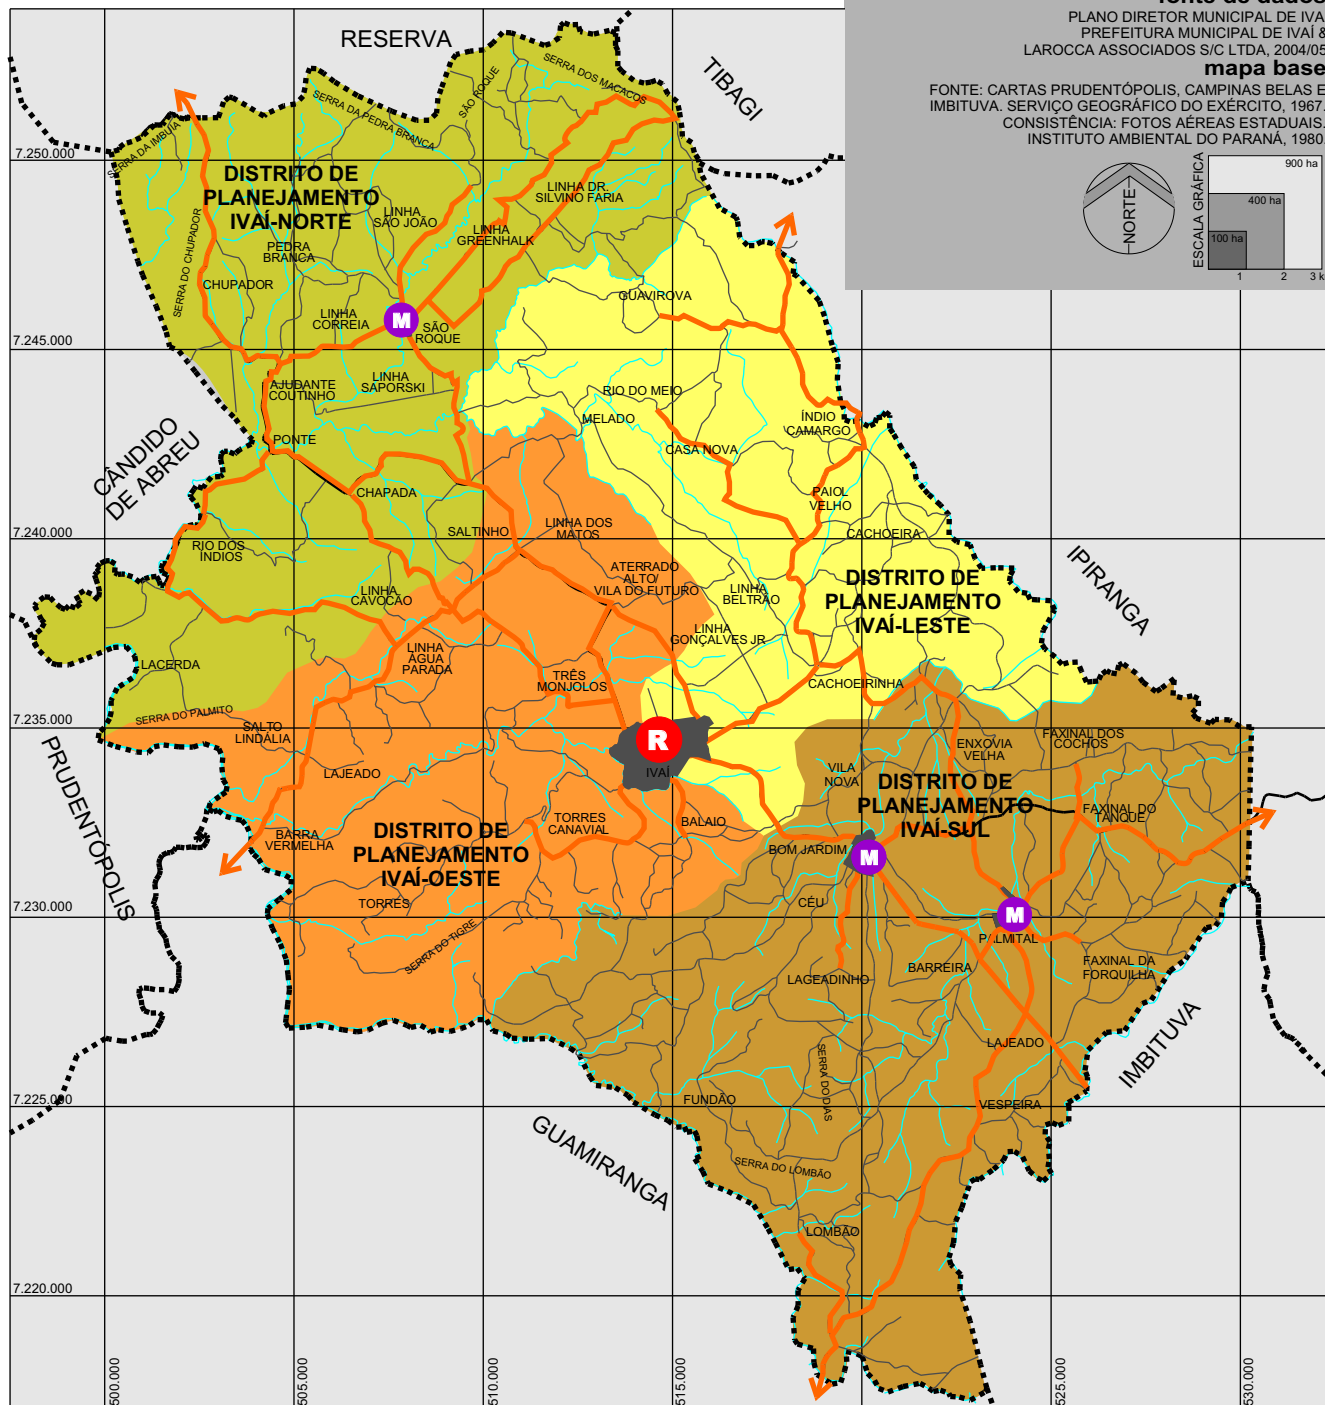 fonte de dados
PLANO DIRETOR MUNICIPAL DE IVA
PREFEITURA MUNICIPAL DE IVAÍ &
LAROCCA ASSOCIADOS S/C LTDA, 2004/05
mapa base
FONTE: CARTAS PRUDENTÓPOLIS, CAMPINAS BELAS E
IMBITUVA. SERVIÇO GEOGRÁFICO DO EXÉRCITO, 1967.
CONSISTÊNCIA: FOTOS AÉREAS ESTADUAIS.
INSTITUTO AMBIENTAL DO PARANÁ, 1980.
NORTE
ESCALA GRÁFICA
900 ha
400 ha
100 ha
1
2
3 k
RESERVA
TIBAGI
IPIRANGA
IMBITUVA
GUAMIRANGA
PRUDENTÓPOLIS
CÂNDIDO
DE ABREU
7.250.000
7.245.000
7.240.000
7.235.000
7.230.000
7.225.000
7.220.000
500.000
505.000
510.000
515.000
525.000
530.000
SERRA DA IMBUIA
SERRA DA PEDRA BRANCA
SÃO ROQUE
SERRA DOS MACACOS
SERRA DO CHUPADOR
DISTRITO DE
PLANEJAMENTO
IVAÍ-NORTE
LINHA
SÃO JOÃO
LINHA DR.
SILVINO FARIA
LINHA
GREENHALK
PEDRA
BRANCA
CHUPADOR
LINHA
CORREIA
M
SÃO
ROQUE
AJUDANTE
COUTINHO
LINHA
SAPORSKI
PONTE
CHAPADA
SALTINHO
RIO DOS
ÍNDIOS
LINHA
CAVOCÃO
LACERDA
SERRA DO PALMITO
GUAVIROVA
RIO DO MEIO
MELADO
CASA NOVA
ÍNDIO
CAMARGO
PAIOL
VELHO
CACHOEIRA
DISTRITO DE
PLANEJAMENTO
IVAÍ-LESTE
LINHA
BELTRÃO
LINHA
GONÇALVES JR
CACHOEIRINHA
LINHA DOS
MATOS
ATERRADO
ALTO/
VILA DO FUTURO
LINHA
ÁGUA
PARADA
TRÊS
MONJOLOS
SALTO
LINDÁLIA
LAJEADO
R
IVAÍ
BARRA
VERMELHA
DISTRITO DE
PLANEJAMENTO
IVAÍ-OESTE
TORRES
CANAVIAL
BALAIO
TORRES
SERRA DO TIGRE
ENXOVIA
VELHA
FAXINAL DOS
COCHOS
VILA
NOVA
DISTRITO DE
PLANEJAMENTO
IVAÍ-SUL
FAXINAL DO
TANQUE
BOM JARDIM
M
CÉU
M
PALMITAL
LAGEADINHO
BARREIRA
FAXINAL DA
FORQUILHA
LAJEADO
SERRA DO DIAS
FUNDÃO
VESPEIRA
SERRA DO LOMBÃO
LOMBÃO